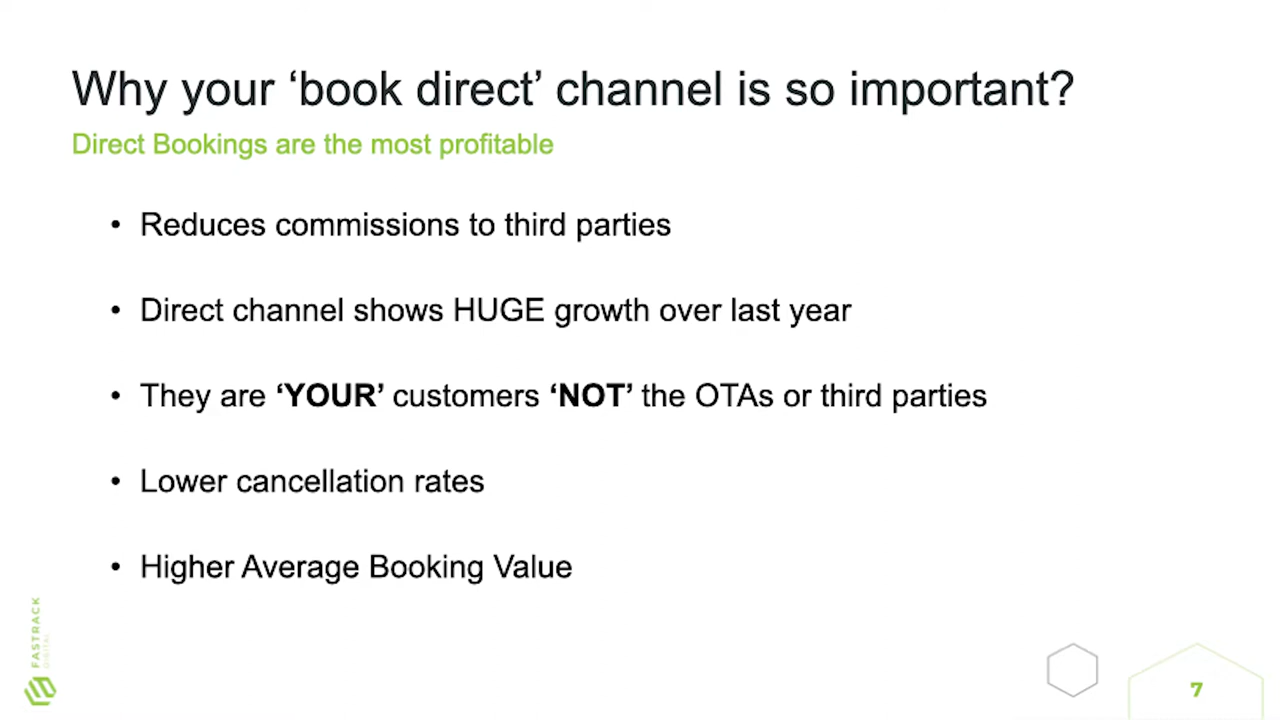 Why your ‘book direct’ channel is so important?
Direct Bookings are the most profitable
• Reduces commissions to third parties
• Direct channel shows HUGE growth over last year
• They are ‘YOUR’ customers ‘NOT’ the OTAs or third parties
• Lower cancellation rates
• Higher Average Booking Value
FASTRACK
DIGITAL
7